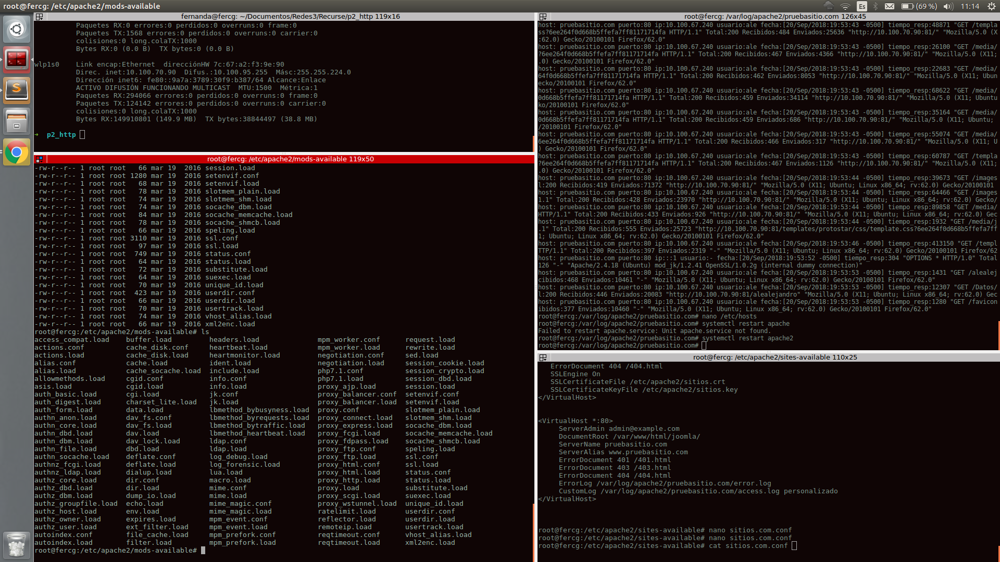 root@fercg: /etc/apache2/mods-available
Es
(69 %)
11:14
fernanda@fercg: ~/Documentos/Redes3/Recurse/p2_http 119x16
Paquetes RX:0 errores:0 perdidos:0 overruns:0 frame:0
Paquetes TX:1568 errores:0 perdidos:0 overruns:0 carrier:0
colisiones:0 long.colaTX:1000
Bytes RX:0 (0.0 B)  TX bytes:0 (0.0 B)
wlp1s0    Link encap:Ethernet  direcciónHW 7c:67:a2:f3:9e:90
Direc. inet:10.100.70.90  Difus.:10.100.95.255  Másc:255.255.224.0
Dirección inet6: fe80::9a7a:3789:30f9:b387/64 Alcance:Enlace
ACTIVO DIFUSIÓN FUNCIONANDO MULTICAST  MTU:1500  Métrica:1
Paquetes RX:294066 errores:0 perdidos:0 overruns:0 frame:0
Paquetes TX:124142 errores:0 perdidos:0 overruns:0 carrier:0
colisiones:0 long.colaTX:1000
Bytes RX:149910801 (149.9 MB)  TX bytes:38844497 (38.8 MB)
→  p2_http
root@fercg: /etc/apache2/mods-available 119x50
-rw-r--r-- 1 root root   66 mar 19  2016 session.load
-rw-r--r-- 1 root root 1280 mar 19  2016 setenvif.conf
-rw-r--r-- 1 root root   68 mar 19  2016 setenvif.load
-rw-r--r-- 1 root root   78 mar 19  2016 slotmem_plain.load
-rw-r--r-- 1 root root   74 mar 19  2016 slotmem_shm.load
-rw-r--r-- 1 root root   74 mar 19  2016 socache_dbm.load
-rw-r--r-- 1 root root   84 mar 19  2016 socache_memcache.load
-rw-r--r-- 1 root root   78 mar 19  2016 socache_shmcb.load
-rw-r--r-- 1 root root   66 mar 19  2016 speling.load
-rw-r--r-- 1 root root 3110 mar 19  2016 ssl.conf
-rw-r--r-- 1 root root   97 mar 19  2016 ssl.load
-rw-r--r-- 1 root root  749 mar 19  2016 status.conf
-rw-r--r-- 1 root root   64 mar 19  2016 status.load
-rw-r--r-- 1 root root   72 mar 19  2016 substitute.load
-rw-r--r-- 1 root root   64 mar 19  2016 suexec.load
-rw-r--r-- 1 root root   70 mar 19  2016 unique_id.load
-rw-r--r-- 1 root root  423 mar 19  2016 userdir.conf
-rw-r--r-- 1 root root   66 mar 19  2016 userdir.load
-rw-r--r-- 1 root root   70 mar 19  2016 usertrack.load
-rw-r--r-- 1 root root   74 mar 19  2016 vhost_alias.load
-rw-r--r-- 1 root root   66 mar 19  2016 xml2enc.load
root@fercg:/etc/apache2/mods-available# ls
access_compat.load    buffer.load         headers.load              mpm_worker.conf      request.load
actions.conf          cache_disk.conf     heartbeat.load            mpm_worker.load      rewrite.load
actions.load          cache_disk.load     heartmonitor.load         negotiation.conf     sed.load
alias.conf            cache.load          ident.load                negotiation.load     session_cookie.load
alias.load            cache_socache.load  include.load              php7.1.conf          session_crypto.load
allowmethods.load     cgid.conf           info.conf                 php7.1.load          session_dbd.load
asis.load             cgid.load           info.load                 proxy_ajp.load       session.load
auth_basic.load       cgi.load            jk.conf                   proxy_balancer.conf  setenvif.conf
auth_digest.load      charset_lite.load   jk.load                   proxy_balancer.load  setenvif.load
auth_form.load        data.load           lbmethod_bybusyness.load  proxy.conf           slotmem_plain.load
authn_anon.load       dav_fs.conf         lbmethod_byrequests.load  proxy_connect.load   slotmem_shm.load
authn_core.load       dav_fs.load         lbmethod_bytraffic.load   proxy_express.load   socache_dbm.load
authn_dbd.load        dav.load            lbmethod_heartbeat.load   proxy_fcgi.load      socache_memcache.load
authn_dbm.load        dav_lock.load       ldap.conf                 proxy_fdpass.load    socache_shmcb.load
authn_file.load       dbd.load            ldap.load                 proxy_ftp.conf       speling.load
authn_socache.load    deflate.conf        log_debug.load            proxy_ftp.load       ssl.conf
authnz_fcgi.load      deflate.load        log_forensic.load         proxy_html.conf      ssl.load
authnz_ldap.load      dialup.load         lua.load                  proxy_html.load      status.conf
authz_core.load       dir.conf            macro.load                proxy_http.load      status.load
authz_dbd.load        dir.load            mime.conf                 proxy.load           substitute.load
authz_dbm.load        dump_io.load        mime.load                 proxy_scgi.load      suexec.load
authz_groupfile.load  echo.load           mime_magic.conf           proxy_wstunnel.load  unique_id.load
authz_host.load       env.load            mime_magic.load           ratelimit.load       userdir.conf
authz_owner.load      expires.load        mpm_event.conf            reflector.load       userdir.load
authz_user.load       ext_filter.load     mpm_event.load            remoteip.load        usertrack.load
autoindex.conf        file_cache.load     mpm_prefork.conf          reqtimeout.conf      vhost_alias.load
autoindex.load        filter.load         mpm_prefork.load          reqtimeout.load      xml2enc.load
root@fercg:/etc/apache2/mods-available#
root@fercg: /var/log/apache2/pruebasitio.com 126x45
host: pruebasitio.com puerto:80 ip:10.100.67.240 usuario:ale fecha:[20/Sep/2018:19:53:43 -0500] tiempo_resp:48871 "GET /templa
ss?6ee264f0d668b5ffefa7ff81171714fa HTTP/1.1" Total:200 Recibidos:484 Enviados:25636 "http://10.100.70.90:81/" "Mozilla/5.0 (X
:62.0) Gecko/20100101 Firefox/62.0"
host: pruebasitio.com puerto:80 ip:10.100.67.240 usuario:ale fecha:[20/Sep/2018:19:53:43 -0500] tiempo_resp:26100 "GET /media/
?6ee264f0d668b5ffefa7ff81171714fa HTTP/1.1" Total:200 Recibidos:467 Enviados:4366 "http://10.100.70.90:81/" "Mozilla/5.0 (X11;
.0) Gecko/20100101 Firefox/62.0"
host: pruebasitio.com puerto:80 ip:10.100.67.240 usuario:ale fecha:[20/Sep/2018:19:53:43 -0500] tiempo_resp:22683 "GET /media/
64f0d668b5ffefa7ff81171714fa HTTP/1.1" Total:200 Recibidos:462 Enviados:8053 "http://10.100.70.90:81/" "Mozilla/5.0 (X11; Ubun
ecko/20100101 Firefox/62.0"
host: pruebasitio.com puerto:80 ip:10.100.67.240 usuario:ale fecha:[20/Sep/2018:19:53:43 -0500] tiempo_resp:68622 "GET /media/
0d668b5ffefa7ff81171714fa HTTP/1.1" Total:200 Recibidos:459 Enviados:34114 "http://10.100.70.90:81/" "Mozilla/5.0 (X11; Ubuntu
ko/20100101 Firefox/62.0"
host: pruebasitio.com puerto:80 ip:10.100.67.240 usuario:ale fecha:[20/Sep/2018:19:53:43 -0500] tiempo_resp:35164 "GET /media/
0d668b5ffefa7ff81171714fa HTTP/1.1" Total:200 Recibidos:459 Enviados:686 "http://10.100.70.90:81/" "Mozilla/5.0 (X11; Ubuntu;
/20100101 Firefox/62.0"
host: pruebasitio.com puerto:80 ip:10.100.67.240 usuario:ale fecha:[20/Sep/2018:19:53:43 -0500] tiempo_resp:55074 "GET /media/
6ee264f0d668b5ffefa7ff81171714fa HTTP/1.1" Total:200 Recibidos:466 Enviados:317 "http://10.100.70.90:81/" "Mozilla/5.0 (X11; U
) Gecko/20100101 Firefox/62.0"
host: pruebasitio.com puerto:80 ip:10.100.67.240 usuario:ale fecha:[20/Sep/2018:19:53:43 -0500] tiempo_resp:60787 "GET /templa
?6ee264f0d668b5ffefa7ff81171714fa HTTP/1.1" Total:200 Recibidos:467 Enviados:1126 "http://10.100.70.90:81/" "Mozilla/5.0 (X11;
.0) Gecko/20100101 Firefox/62.0"
host: pruebasitio.com puerto:80 ip:10.100.67.240 usuario:ale fecha:[20/Sep/2018:19:53:44 -0500] tiempo_resp:39673 "GET /images
l:200 Recibidos:419 Enviados:71372 "http://10.100.70.90:81/" "Mozilla/5.0 (X11; Ubuntu; Linux x86_64; rv:62.0) Gecko/20100101
host: pruebasitio.com puerto:80 ip:10.100.67.240 usuario:ale fecha:[20/Sep/2018:19:53:44 -0500] tiempo_resp:64466 "GET /images
1.1" Total:200 Recibidos:428 Enviados:23970 "http://10.100.70.90:81/" "Mozilla/5.0 (X11; Ubuntu; Linux x86_64; rv:62.0) Gecko/
host: pruebasitio.com puerto:80 ip:10.100.67.240 usuario:ale fecha:[20/Sep/2018:19:53:44 -0500] tiempo_resp:89858 "GET /media/
HTTP/1.1" Total:200 Recibidos:433 Enviados:926 "http://10.100.70.90:81/" "Mozilla/5.0 (X11; Ubuntu; Linux x86_64; rv:62.0) Gec
host: pruebasitio.com puerto:80 ip:10.100.67.240 usuario:ale fecha:[20/Sep/2018:19:53:44 -0500] tiempo_resp:1932 "GET /media/j
.1" Total:200 Recibidos:555 Enviados:25723 "http://10.100.70.90:81/templates/protostar/css/template.css?6ee264f0d668b5ffefa7ff
1; Ubuntu; Linux x86_64; rv:62.0) Gecko/20100101 Firefox/62.0"
host: pruebasitio.com puerto:80 ip:10.100.67.240 usuario:ale fecha:[20/Sep/2018:19:53:46 -0500] tiempo_resp:413150 "GET /templ
TTP/1.1" Total:200 Recibidos:397 Enviados:2319 "-" "Mozilla/5.0 (X11; Ubuntu; Linux x86_64; rv:62.0) Gecko/20100101 Firefox/62
host: pruebasitio.com puerto:80 ip:::1 usuario:- fecha:[20/Sep/2018:19:53:52 -0500] tiempo_resp:304 "OPTIONS * HTTP/1.0" Total
126 "-" "Apache/2.4.18 (Ubuntu) mod_jk/1.2.41 OpenSSL/1.0.2g (internal dummy connection)"
host: pruebasitio.com puerto:80 ip:10.100.67.240 usuario:ale fecha:[20/Sep/2018:19:53:53 -0500] tiempo_resp:1431 "GET /alealej
cibidos:468 Enviados:10461 "-" "Mozilla/5.0 (X11; Ubuntu; Linux x86_64; rv:62.0) Gecko/20100101 Firefox/62.0"
host: pruebasitio.com puerto:80 ip:10.100.67.240 usuario:ale fecha:[20/Sep/2018:19:53:53 -0500] tiempo_resp:12307 "GET /Datos/
l:200 Recibidos:446 Enviados:20083 "http://10.100.70.90:81/alealejandro" "Mozilla/5.0 (X11; Ubuntu; Linux x86_64; rv:62.0) Gec
host: pruebasitio.com puerto:80 ip:10.100.67.240 usuario:ale fecha:[20/Sep/2018:19:53:53 -0500] tiempo_resp:1280 "GET /favicon
ibidos:377 Enviados:10460 "-" "Mozilla/5.0 (X11; Ubuntu; Linux x86_64; rv:62.0) Gecko/20100101 Firefox/62.0"
root@fercg:/var/log/apache2/pruebasitio.com# nano /etc/hosts
root@fercg:/var/log/apache2/pruebasitio.com# systemctl restart apache
Failed to restart apache.service: Unit apache.service not found.
root@fercg:/var/log/apache2/pruebasitio.com# systemctl restart apache2
root@fercg:/var/log/apache2/pruebasitio.com#
root@fercg: /etc/apache2/sites-available 110x25
ErrorDocument 404 /404.html
SSLEngine On
SSLCertificateFile /etc/apache2/sitios.crt
SSLCertificateKeyFile /etc/apache2/sitios.key
</VirtualHost>
<VirtualHost *:80>
ServerAdmin admin@example.com
DocumentRoot /var/www/html/joomla/
ServerName pruebasitio.com
ServerAlias www.pruebasitio.com
ErrorDocument 401 /401.html
ErrorDocument 403 /403.html
ErrorDocument 404 /404.html
ErrorLog /var/log/apache2/pruebasitio.com/error.log
CustomLog /var/log/apache2/pruebasitio.com/access.log personalizado
</VirtualHost>
root@fercg:/etc/apache2/sites-available# nano sitios.com.conf
root@fercg:/etc/apache2/sites-available# nano sitios.com.conf
root@fercg:/etc/apache2/sites-available# cat sitios.com.conf